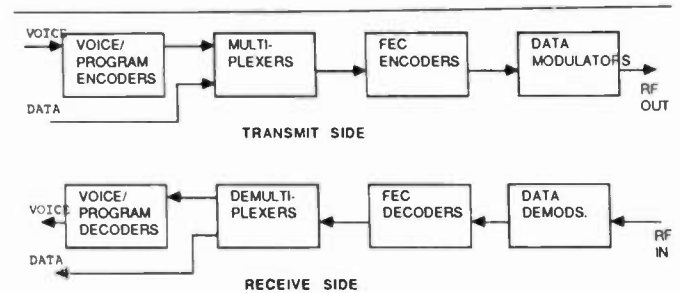 VOICE
VOICE/
PROGRAM
ENCODERS
MULTI-
PLEXERS
FEC
ENCODERS
DATA
MODULATORS
DATA
RF
OUT
TRANSMIT SIDE
VOICE/
PROGRAM
DECODERS
DEMULTI-
PLEXERS
FEC
DECODERS
DATA
DEMODS.
VOICE
DATA
RF
IN
RECEIVE SIDE